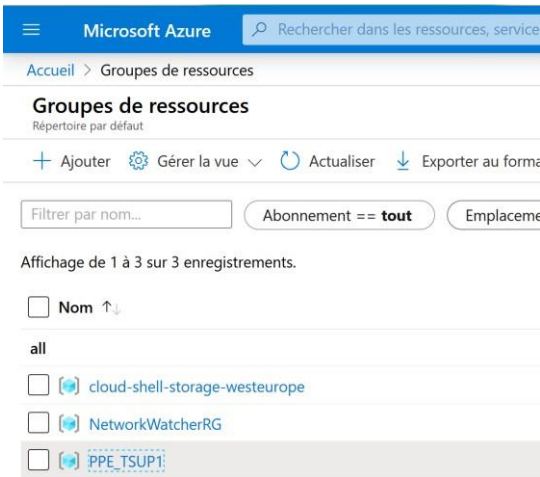 Microsoft Azure Rechercher dans les ressources, service
Accueil > Groupes de ressources
Groupes de ressources
Répertoire par défaut
Ajouter Gérer la vue Actualiser Exporter au forma
Filtrer par nom... Abonnement == tout Emplaceme
Affichage de 1 à 3 sur 3 enregistrements.
Nom ↑↓
all
cloud-shell-storage-westeurope
NetworkWatcherRG
PPE_TSUP1